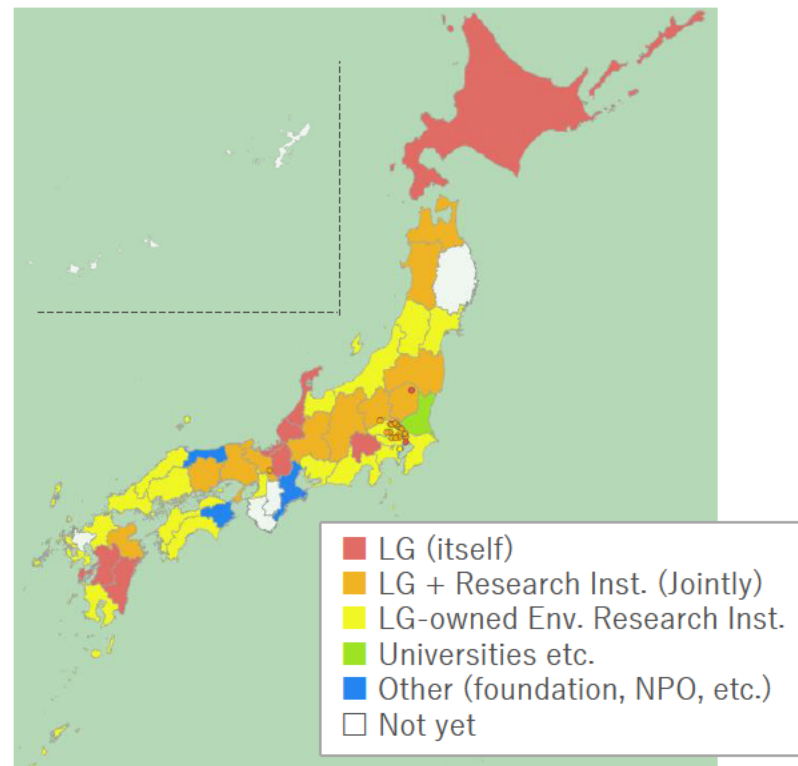 LG (itself)
LG + Research Inst. (Jointly)
LG-owned Env. Research Inst.
Universities etc.
Other (foundation, NPO, etc.)
Not yet